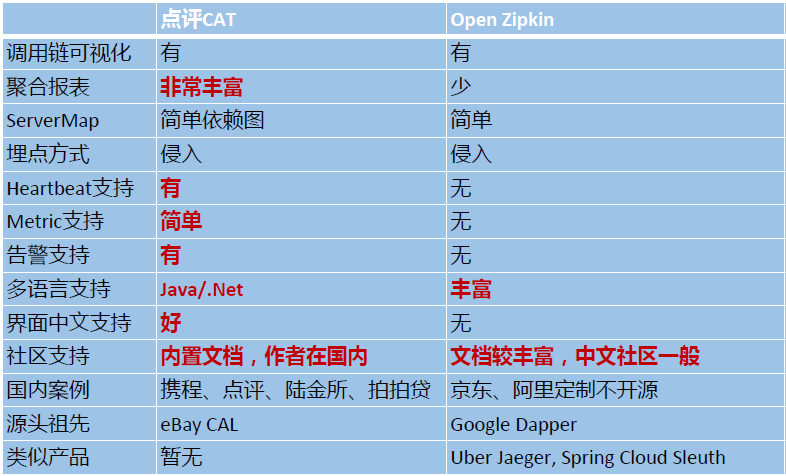 点评CAT Open Zipkin
调用链可视化 有 有
聚合报表 非常丰富 少
ServerMap 简单依赖图 简单
埋点方式 侵入 侵入
Heartbeat支持 有 无
Metric支持 简单 无
告警支持 有 无
多语言支持 Java/.Net 丰富
界面中文支持 好 无
社区支持 内置文档，作者在国内 文档较丰富，中文社区一般
国内案例 携程、点评、陆金所、拍拍贷 京东、阿里定制不开源
源头祖先 eBay CAL Google Dapper
类似产品 暂无 Uber Jaeger, Spring Cloud Sleuth